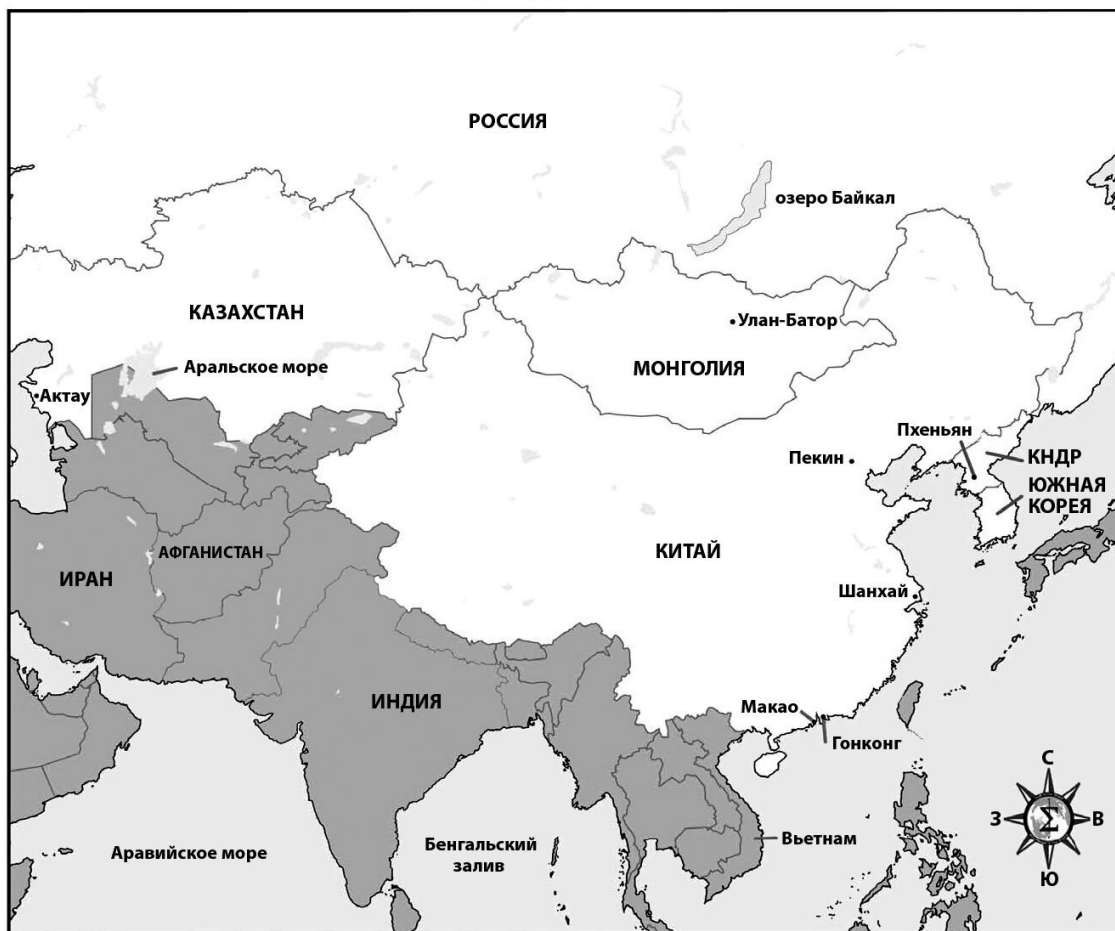 РОССИЯ
озеро Байкал
КАЗАХСТАН
•Улан-Батор
Аральское море
МОНГОЛИЯ
•Актау
Пхеньян
Пекин •
КНДР
ЮЖНАЯ
КОРЕЯ
АФГАНИСТАН
КИТАЙ
ИРАН
Шанхай
ИНДИЯ
Макао
Гонконг
С
З
Σ
В
Ю
Вьетнам
Бенгальский
залив
Аравийское море